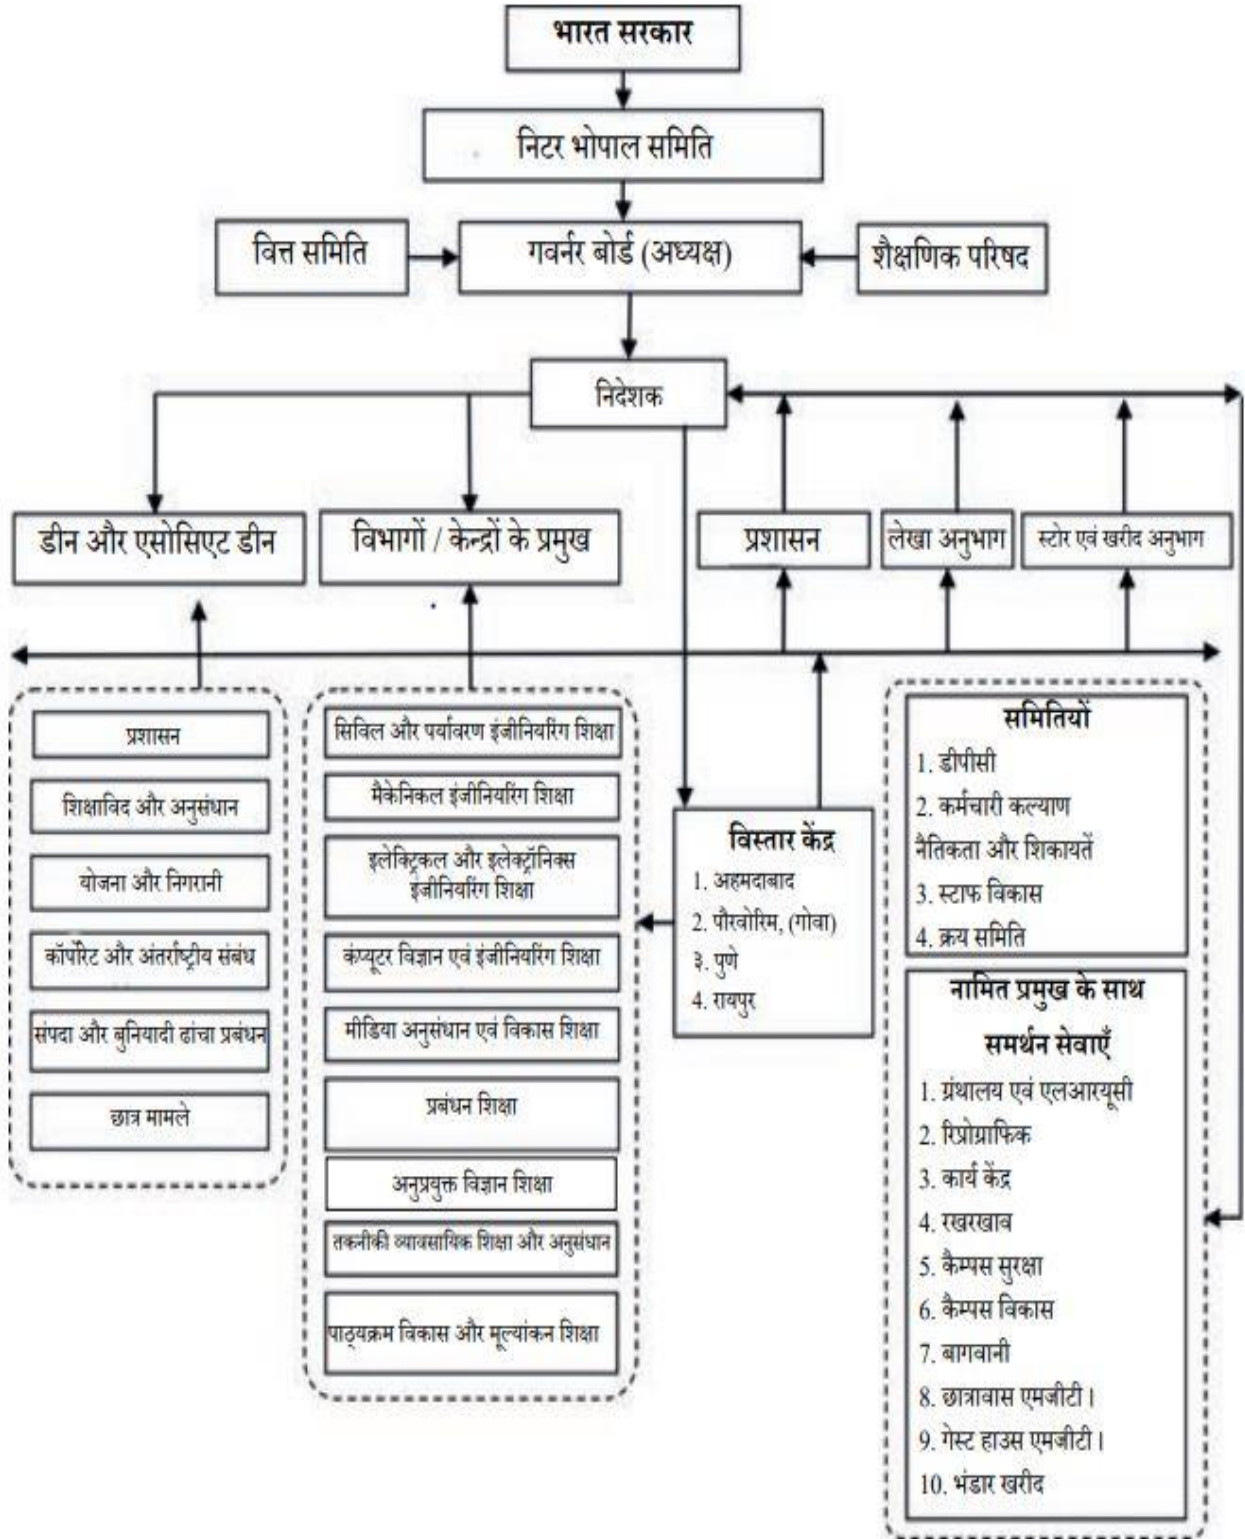 भारत सरकार
निटर भोपाल समिति
वित्त समिति
गवर्नर बोर्ड (अध्यक्ष)
शैक्षणिक परिषद
निदेशक
डीन और एसोसिएट डीन
विभागों / केन्द्रों के प्रमुख
प्रशासन
लेखा अनुभाग
स्टोर एवं खरीद अनुभाग
प्रशासन
शिक्षाविद और अनुसंधान
योजना और निगरानी
कॉर्पोरेट और अंतर्राष्ट्रीय संबंध
संपदा और बुनियादी ढांचा प्रबंधन
छात्र मामले
सिविल और पर्यावरण इंजीनियरिंग शिक्षा
मैकेनिकल इंजीनियरिंग शिक्षा
इलेक्ट्रिकल और इलेक्ट्रॉनिक्स
इंजीनियरिंग शिक्षा
कंप्यूटर विज्ञान एवं इंजीनियरिंग शिक्षा
मीडिया अनुसंधान एवं विकास शिक्षा
प्रबंधन शिक्षा
अनुप्रयुक्त विज्ञान शिक्षा
तकनीकी व्यावसायिक शिक्षा और अनुसंधान
पाठ्यक्रम विकास और मूल्यांकन शिक्षा
विस्तार केंद्र
1. अहमदाबाद
2. पौरवोरिम, (गोवा)
३. पुणे
4. रायपुर
समितियों
1. डीपीसी
2. कर्मचारी कल्याण
नैतिकता और शिकायतें
3. स्टाफ विकास
4. क्रय समिति
नामित प्रमुख के साथ
समर्थन सेवाएँ
1. ग्रंथालय एवं एलआरयूसी
2. रिप्रोग्राफिक
3. कार्य केंद्र
4. रखरखाव
5. कैम्पस सुरक्षा
6. कैम्पस विकास
7. बागवानी
8. छात्रावास एमजीटी।
9. गेस्ट हाउस एमजीटी।
10. भंडार खरीद